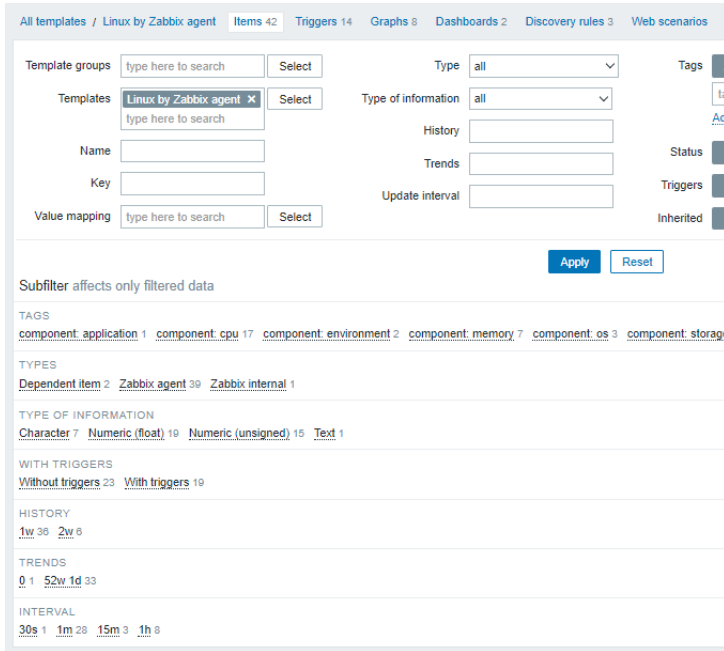 All templates / Linux by Zabbix agent Items 42 Triggers 14 Graphs 8 Dashboards 2 Discovery rules 3 Web scenarios
Template groups type here to search Select Type all Tags
Templates Linux by Zabbix agent × Select Type of information all
type here to search
History
Name Status
Trends
Key Triggers
Update interval
Value mapping type here to search Select Inherited
Apply Reset
Subfilter affects only filtered data
TAGS
component: application 1 component: cpu 17 component: environment 2 component: memory 7 component: os 3 component: storage
TYPES
Dependent item 2 Zabbix agent 39 Zabbix internal 1
TYPE OF INFORMATION
Character 7 Numeric (float) 19 Numeric (unsigned) 15 Text 1
WITH TRIGGERS
Without triggers 23 With triggers 19
HISTORY
1w 36 2w 6
TRENDS
0 1 52w 1d 33
INTERVAL
30s 1 1m 28 15m 3 1h 8